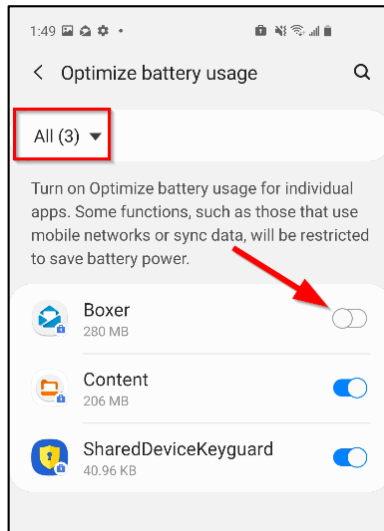 1:49
Optimize battery usage
All (3)
Turn on Optimize battery usage for individual
apps. Some functions, such as those that use
mobile networks or sync data, will be restricted
to save battery power.
Boxer
280 MB
Content
206 MB
SharedDeviceKeyguard
40.96 KB